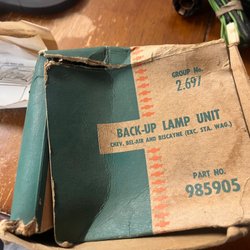 GROUP No.
2.697
BACK-UP LAMP UNIT
CHEV. BEL-AIR AND BISCAYNE (EXC. STA. WAG.)
PART NO.
985905